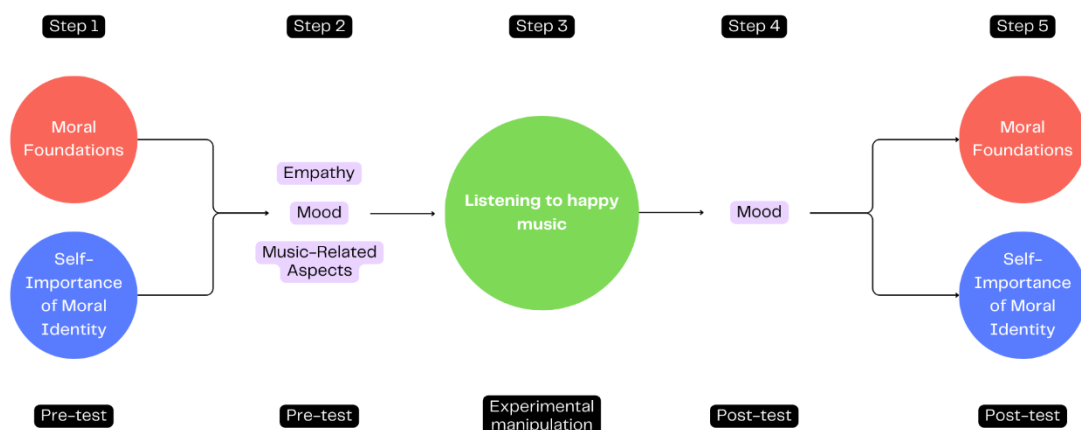 Step 1
Step 2
Step 3
Step 4
Step 5
Moral
Foundations
Self-
Importance
of Moral
Identity
Empathy
Mood
Music-Related
Aspects
Listening to happy
music
Mood
Moral
Foundations
Self-
Importance
of Moral
Identity
Pre-test
Pre-test
Experimental
manipulation
Post-test
Post-test